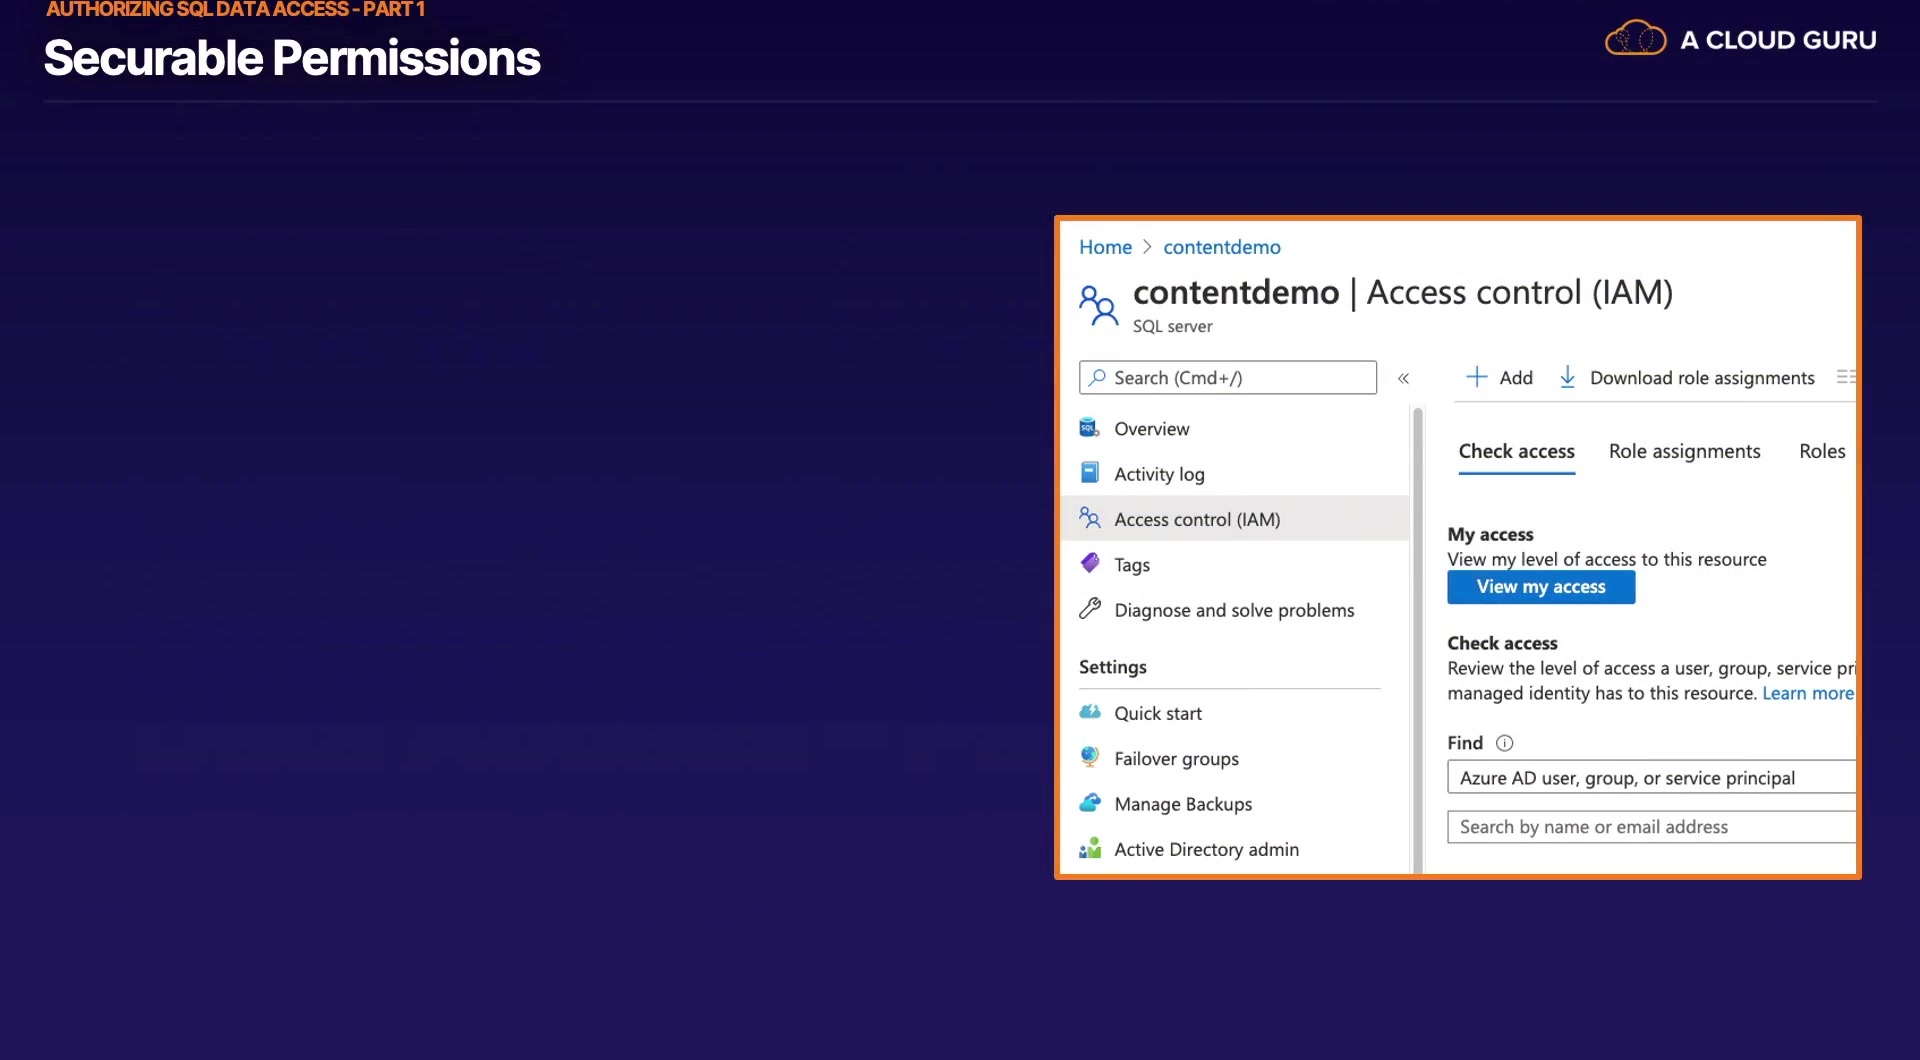 AUTHORIZING SQL DATA ACCESS - PART 1
Securable Permissions
A CLOUD GURU
Home > contentdemo
contentdemo | Access control (IAM)
SQL server
Search (Cmd+/)
«
Add
Download role assignments
Overview
Activity log
Access control (IAM)
Tags
Diagnose and solve problems
Settings
Quick start
Failover groups
Manage Backups
Active Directory admin
Check access
Role assignments
Roles
My access
View my level of access to this resource
View my access
Check access
Review the level of access a user, group, service pri
managed identity has to this resource. Learn more
Find
Azure AD user, group, or service principal
Search by name or email address